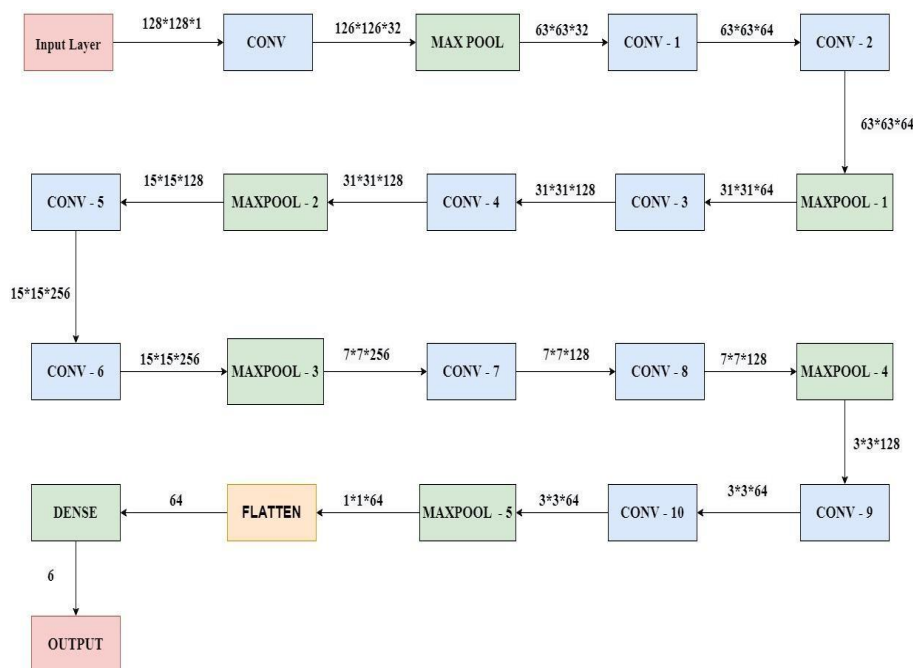 Input Layer
128*128*1
CONV
126*126*32
MAX POOL
63*63*32
CONV - 1
63*63*64
CONV - 2
63*63*64
MAXPOOL - 1
31*31*64
CONV - 3
31*31*128
CONV - 4
31*31*128
MAXPOOL - 2
15*15*128
CONV - 5
15*15*256
CONV - 6
15*15*256
MAXPOOL - 3
7*7*256
CONV - 7
7*7*128
CONV - 8
7*7*128
MAXPOOL - 4
3*3*128
CONV - 9
3*3*64
CONV - 10
3*3*64
MAXPOOL - 5
1*1*64
FLATTEN
64
DENSE
6
OUTPUT